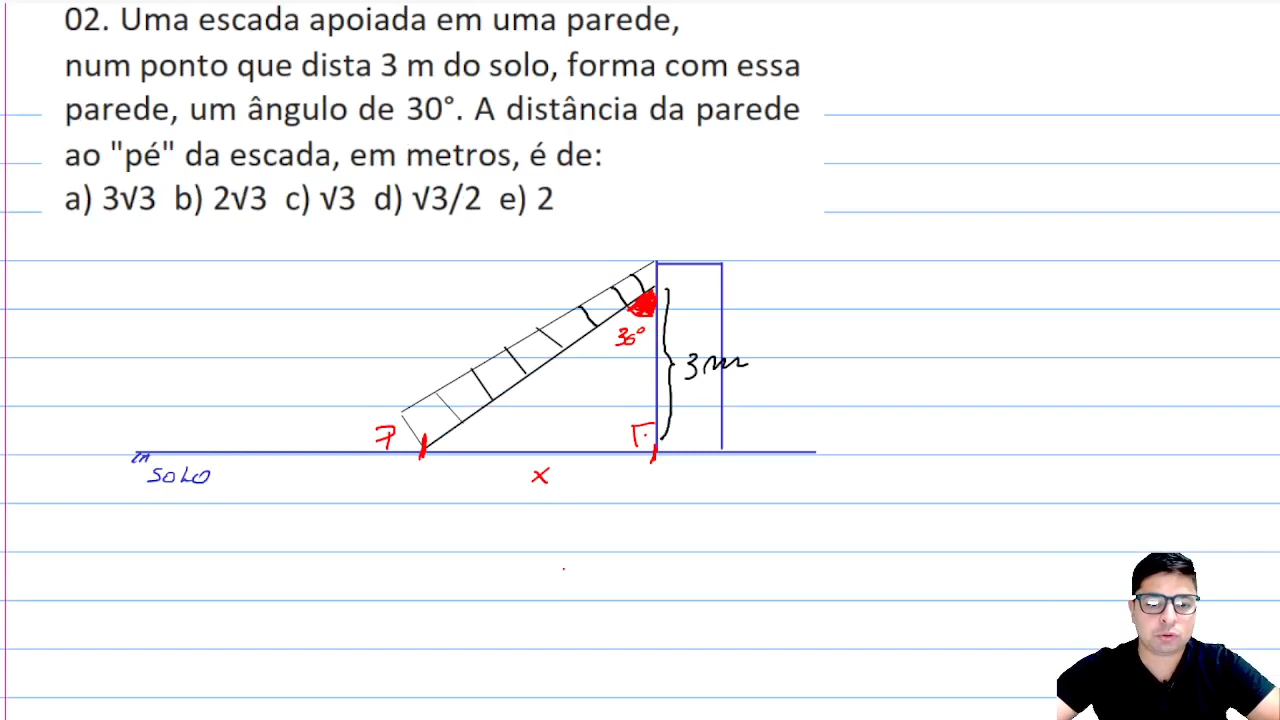 02. Uma escada apoiada em uma parede,
num ponto que dista 3 m do solo, forma com essa
parede, um ângulo de 30°. A distância da parede
ao "pé" da escada, em metros, é de:
a) 3√3 b) 2√3 c) √3 d) √3/2 e) 2
30°
3 m
P
SOLO
x